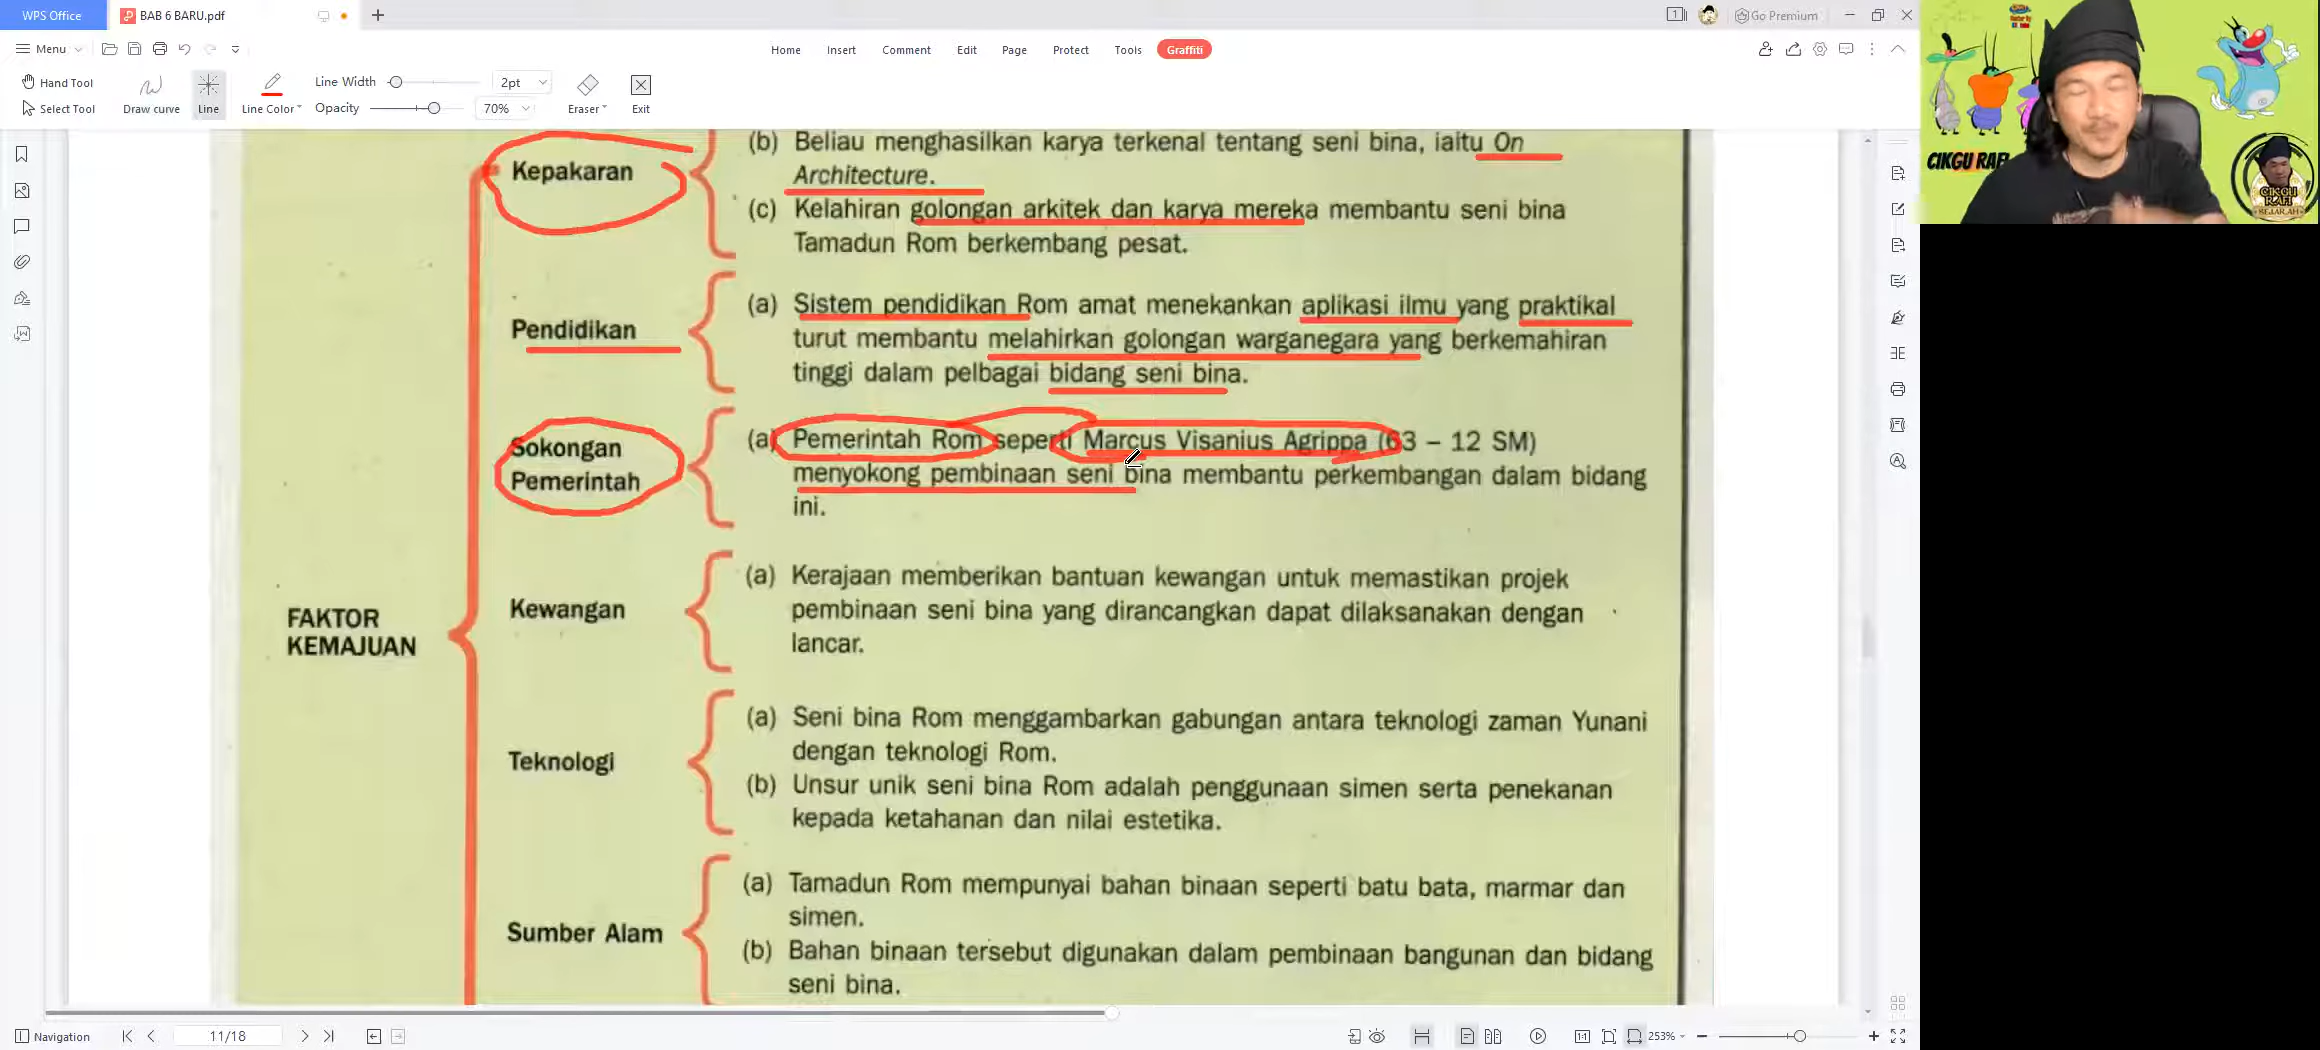 WPS Office
BAB 6 BARU.pdf
Go Premium
Menu
Home
Insert
Comment
Edit
Page
Protect
Tools
Graffiti
Hand Tool
Select Tool
Draw curve
Line
Line Color
Line Width
2pt
Opacity
70%
Eraser
Exit
CIKGU RAFI
CIKGU
RAFI
SEJARAH
FAKTOR
KEMAJUAN
Kepakaran
(b) Beliau menghasilkan karya terkenal tentang seni bina, iaitu On
Architecture.
(c) Kelahiran golongan arkitek dan karya mereka membantu seni bina
Tamadun Rom berkembang pesat.
Pendidikan
(a) Sistem pendidikan Rom amat menekankan aplikasi ilmu yang praktikal
turut membantu melahirkan golongan warganegara yang berkemahiran
tinggi dalam pelbagai bidang seni bina.
Sokongan
Pemerintah
(a) Pemerintah Rom seperti Marcus Visanius Agrippa (63 – 12 SM)
menyokong pembinaan seni bina membantu perkembangan dalam bidang
ini.
Kewangan
(a) Kerajaan memberikan bantuan kewangan untuk memastikan projek
pembinaan seni bina yang dirancangkan dapat dilaksanakan dengan
lancar.
Teknologi
(a) Seni bina Rom menggambarkan gabungan antara teknologi zaman Yunani
dengan teknologi Rom.
(b) Unsur unik seni bina Rom adalah penggunaan simen serta penekanan
kepada ketahanan dan nilai estetika.
Sumber Alam
(a) Tamadun Rom mempunyai bahan binaan seperti batu bata, marmar dan
simen.
(b) Bahan binaan tersebut digunakan dalam pembinaan bangunan dan bidang
seni bina.
Navigation
11/18
253%